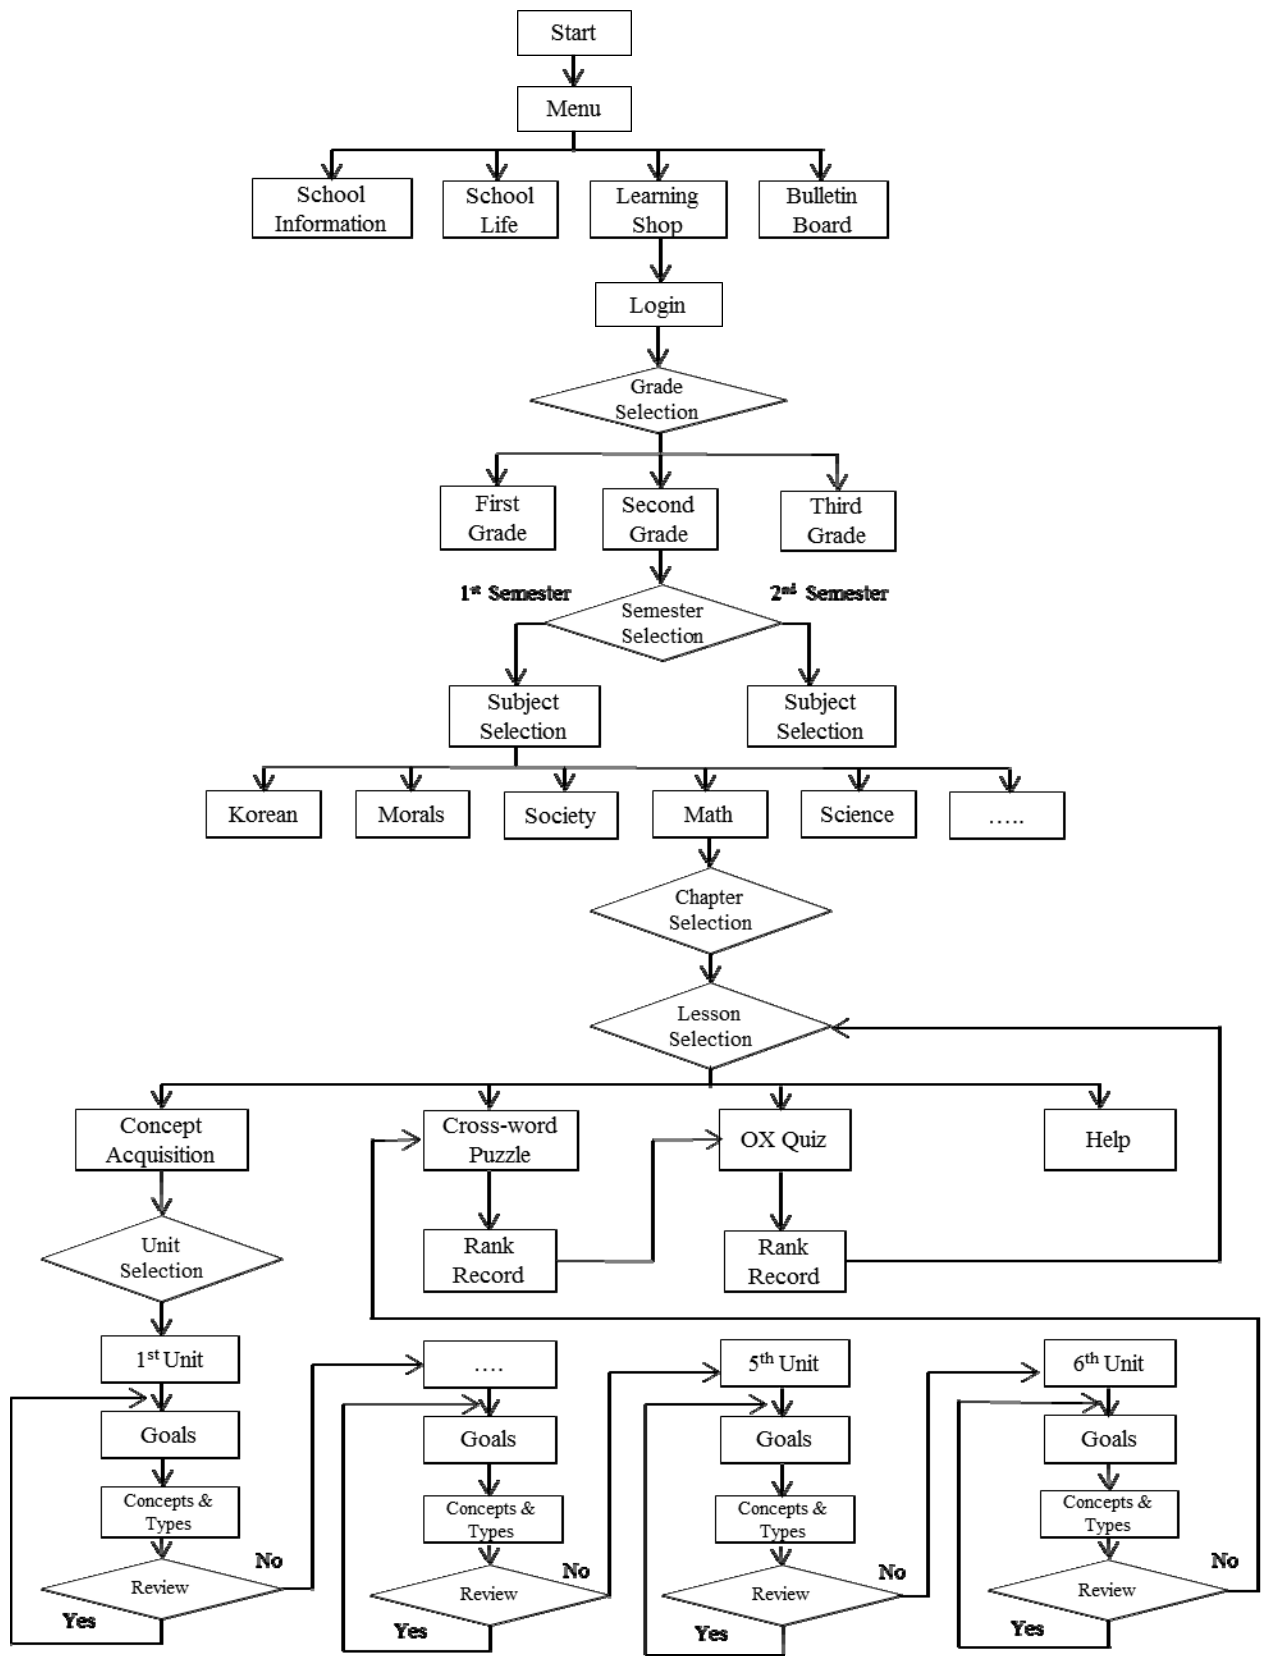 Start
Menu
School
Information
School
Life
Learning
Shop
Bulletin
Board
Login
Grade
Selection
First
Grade
Second
Grade
Third
Grade
1st Semester
2nd Semester
Semester
Selection
Subject
Selection
Subject
Selection
Korean
Morals
Society
Math
Science
.....
Chapter
Selection
Lesson
Selection
Concept
Acquisition
Cross-word
Puzzle
OX Quiz
Help
Unit
Selection
Rank
Record
Rank
Record
1st Unit
....
5th Unit
6th Unit
Goals
Goals
Goals
Goals
Concepts &
Types
Concepts &
Types
Concepts &
Types
Concepts &
Types
No
No
No
No
Review
Review
Review
Review
Yes
Yes
Yes
Yes